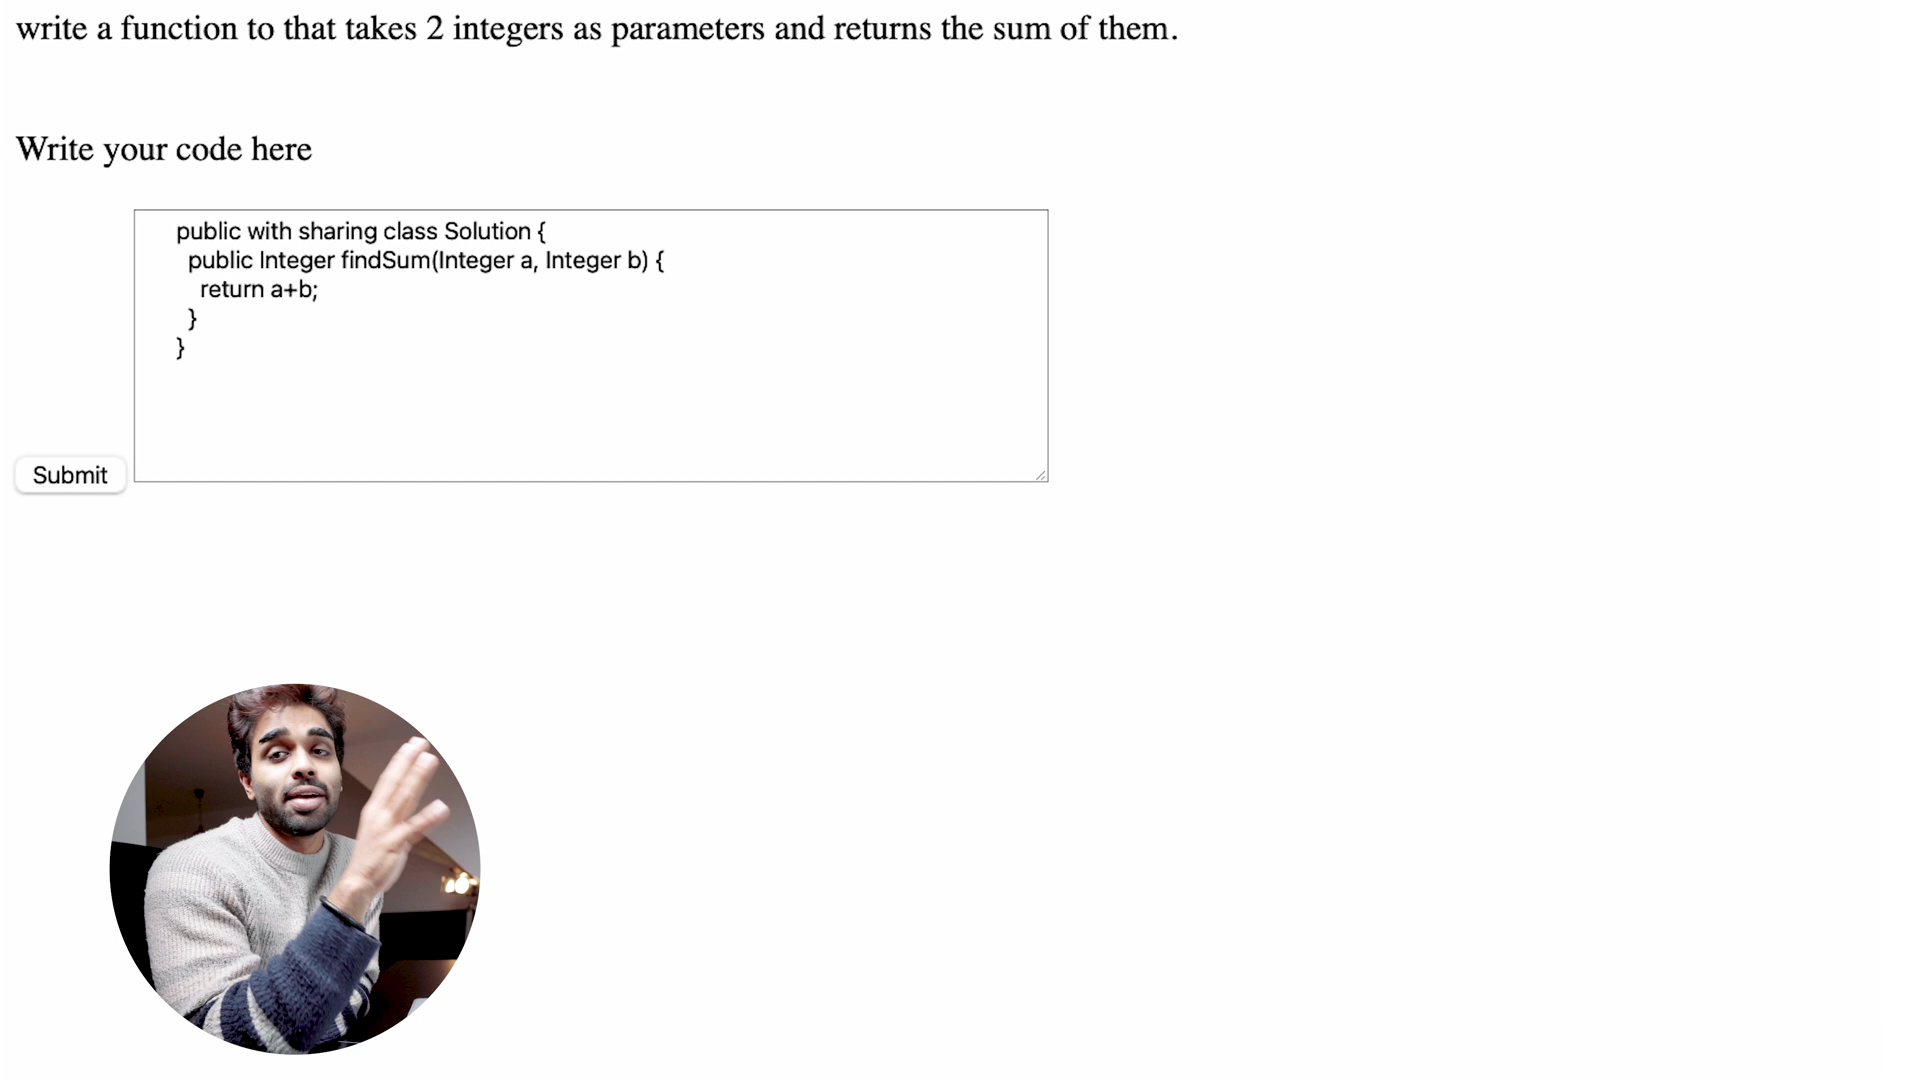 write a function to that takes 2 integers as parameters and returns the sum of them.
Write your code here
public with sharing class Solution {
public Integer findSum(Integer a, Integer b) {
return a+b;
}
}
Submit